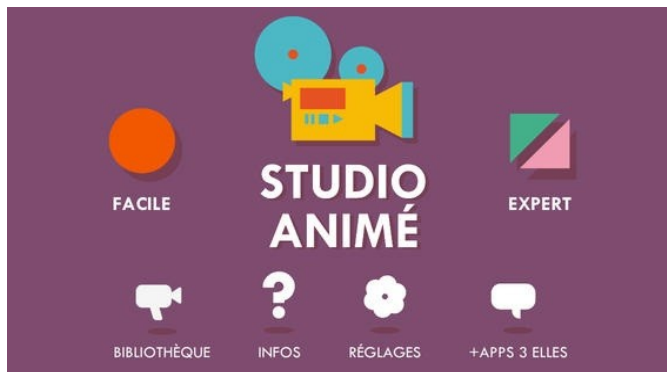 STUDIO
ANIMÉ
FACILE
EXPERT
BIBLIOTHÈQUE
INFOS
RÉGLAGES
+APPS 3 ELLES